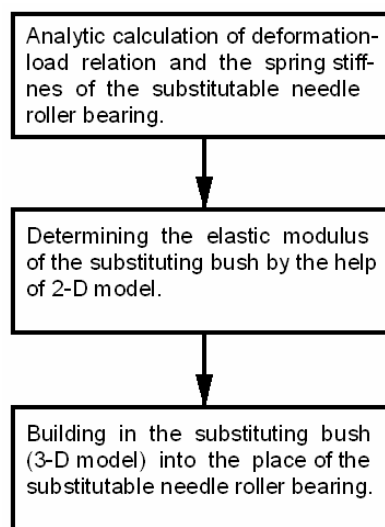 Analytic calculation of deformation-
load relation and the spring stiff-
nes of the substitutable needle
roller bearing.
Determining the elastic modulus
of the substituting bush by the help
of 2-D model.
Building in the substituting bush
(3-D model) into the place of the
substitutable needle roller bearing.